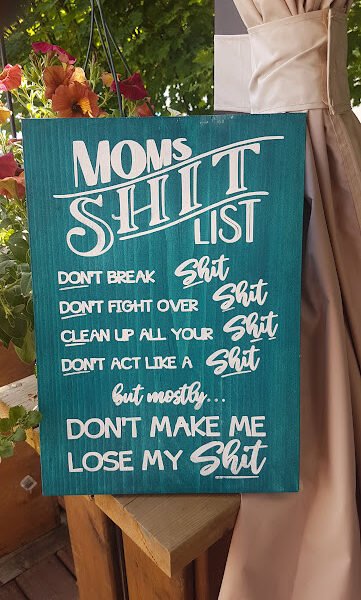 MOMS
SHIT
LIST
DON'T BREAK Shit
DON'T FIGHT OVER Shit
CLEAN UP ALL YOUR Shit
DON'T ACT LIKE A Shit
but mostly...
DON'T MAKE ME
LOSE MY Shit